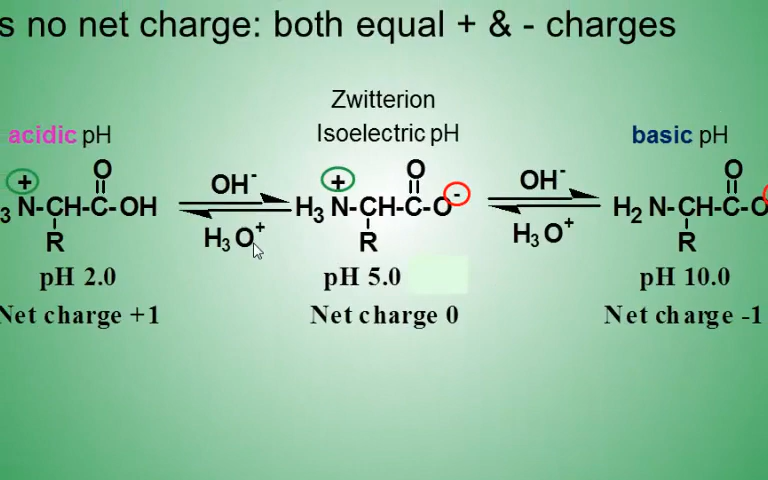 s no net charge: both equal + & - charges
Zwitterion
acidic pH
Isoelectric pH
basic pH
+ O
+ O
O
3 N-CH-C-OH
OH-
H3 N-CH-C-O-
OH-
H2 N-CH-C-O
R
H3 O+
R
H3 O+
R
pH 2.0
pH 5.0
pH 10.0
Net charge +1
Net charge 0
Net charge -1